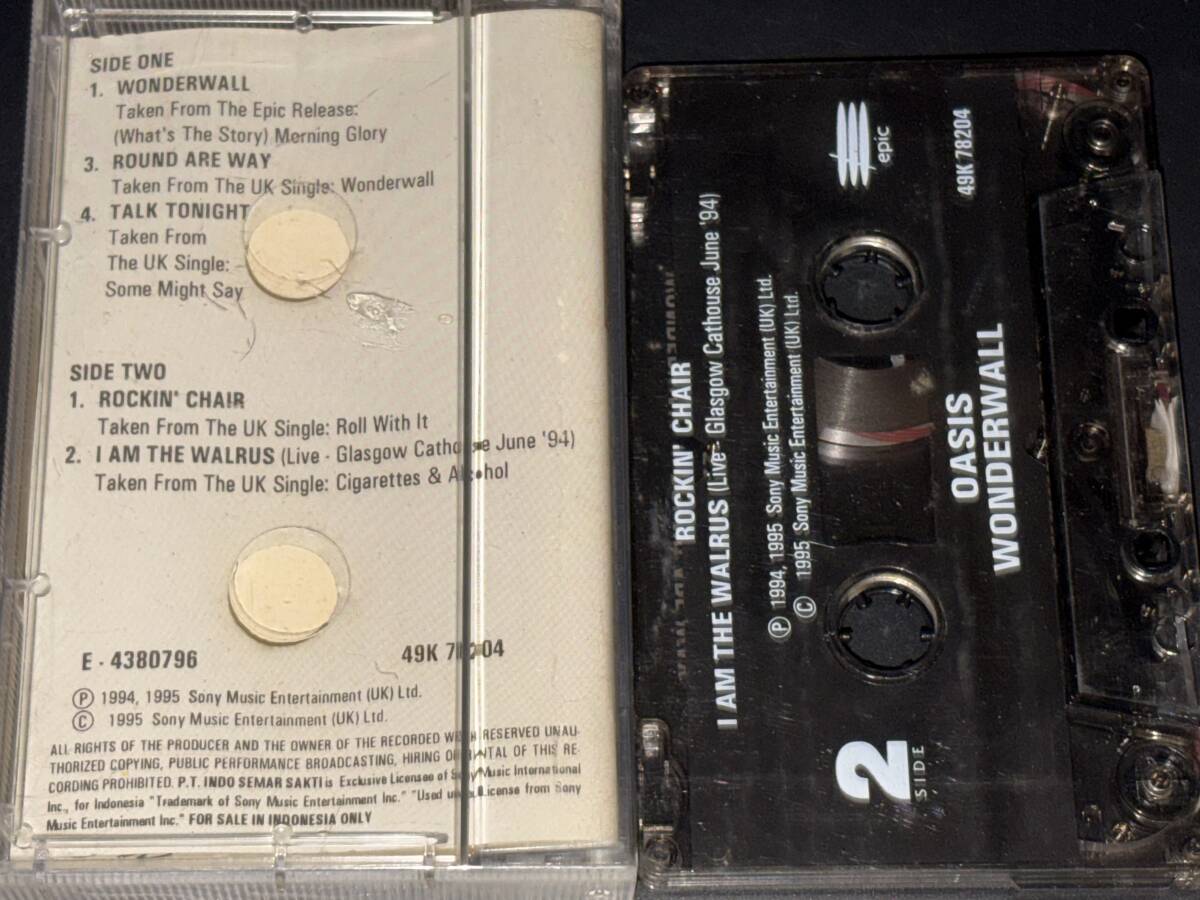 SIDE ONE
1. WONDERWALL
Taken From The Epic Release:
(What's The Story) Morning Glory
3. ROUND ARE WAY
Taken From The UK Single: Wonderwall
4. TALK TONIGHT
Taken From
The UK Single:
Some Might Say
SIDE TWO
1. ROCKIN' CHAIR
Taken From The UK Single: Roll With It
2. I AM THE WALRUS (Live - Glasgow Cathouse June '94)
Taken From The UK Single: Cigarettes & Alcohol
E - 4380796
49K 78204
Ⓟ 1994, 1995 Sony Music Entertainment (UK) Ltd.
© 1995 Sony Music Entertainment (UK) Ltd.
ALL RIGHTS OF THE PRODUCER AND THE OWNER OF THE RECORDED WORK RESERVED UNAU-
THORIZED COPYING, PUBLIC PERFORMANCE BROADCASTING, HIRING OR RENTAL OF THIS RE-
CORDING PROHIBITED. P.T. INDO SEMAR SAKTI is Exclusive Licensee of Sony Music International
Inc., for Indonesia "Trademark of Sony Music Entertainment Inc." "Used under License from Sony
Music Entertainment Inc." FOR SALE IN INDONESIA ONLY
ROCKIN' CHAIR
I AM THE WALRUS (Live - Glasgow Cathouse June '94)
Ⓟ 1994, 1995 Sony Music Entertainment (UK) Ltd.
© 1995 Sony Music Entertainment (UK) Ltd.
epic
49K 78204
OASIS
WONDERWALL
2
SIDE